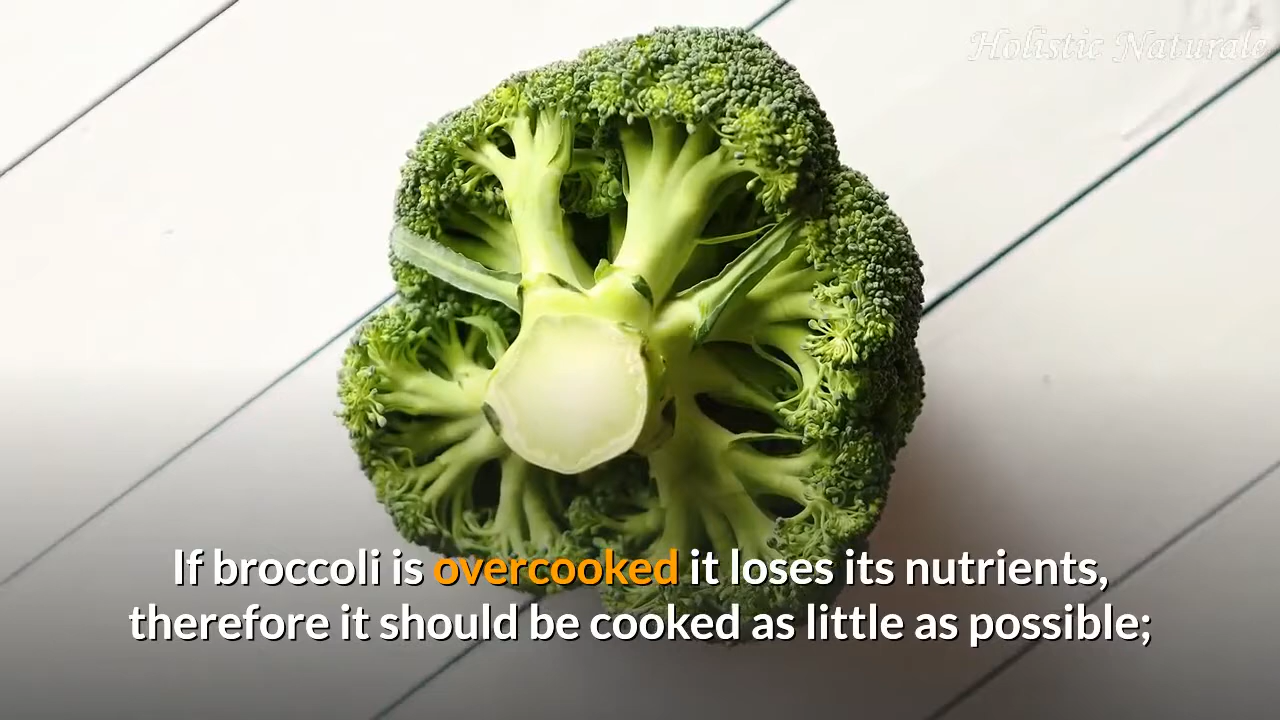 Holistic Naturale
If broccoli is overcooked it loses its nutrients,
therefore it should be cooked as little as possible;